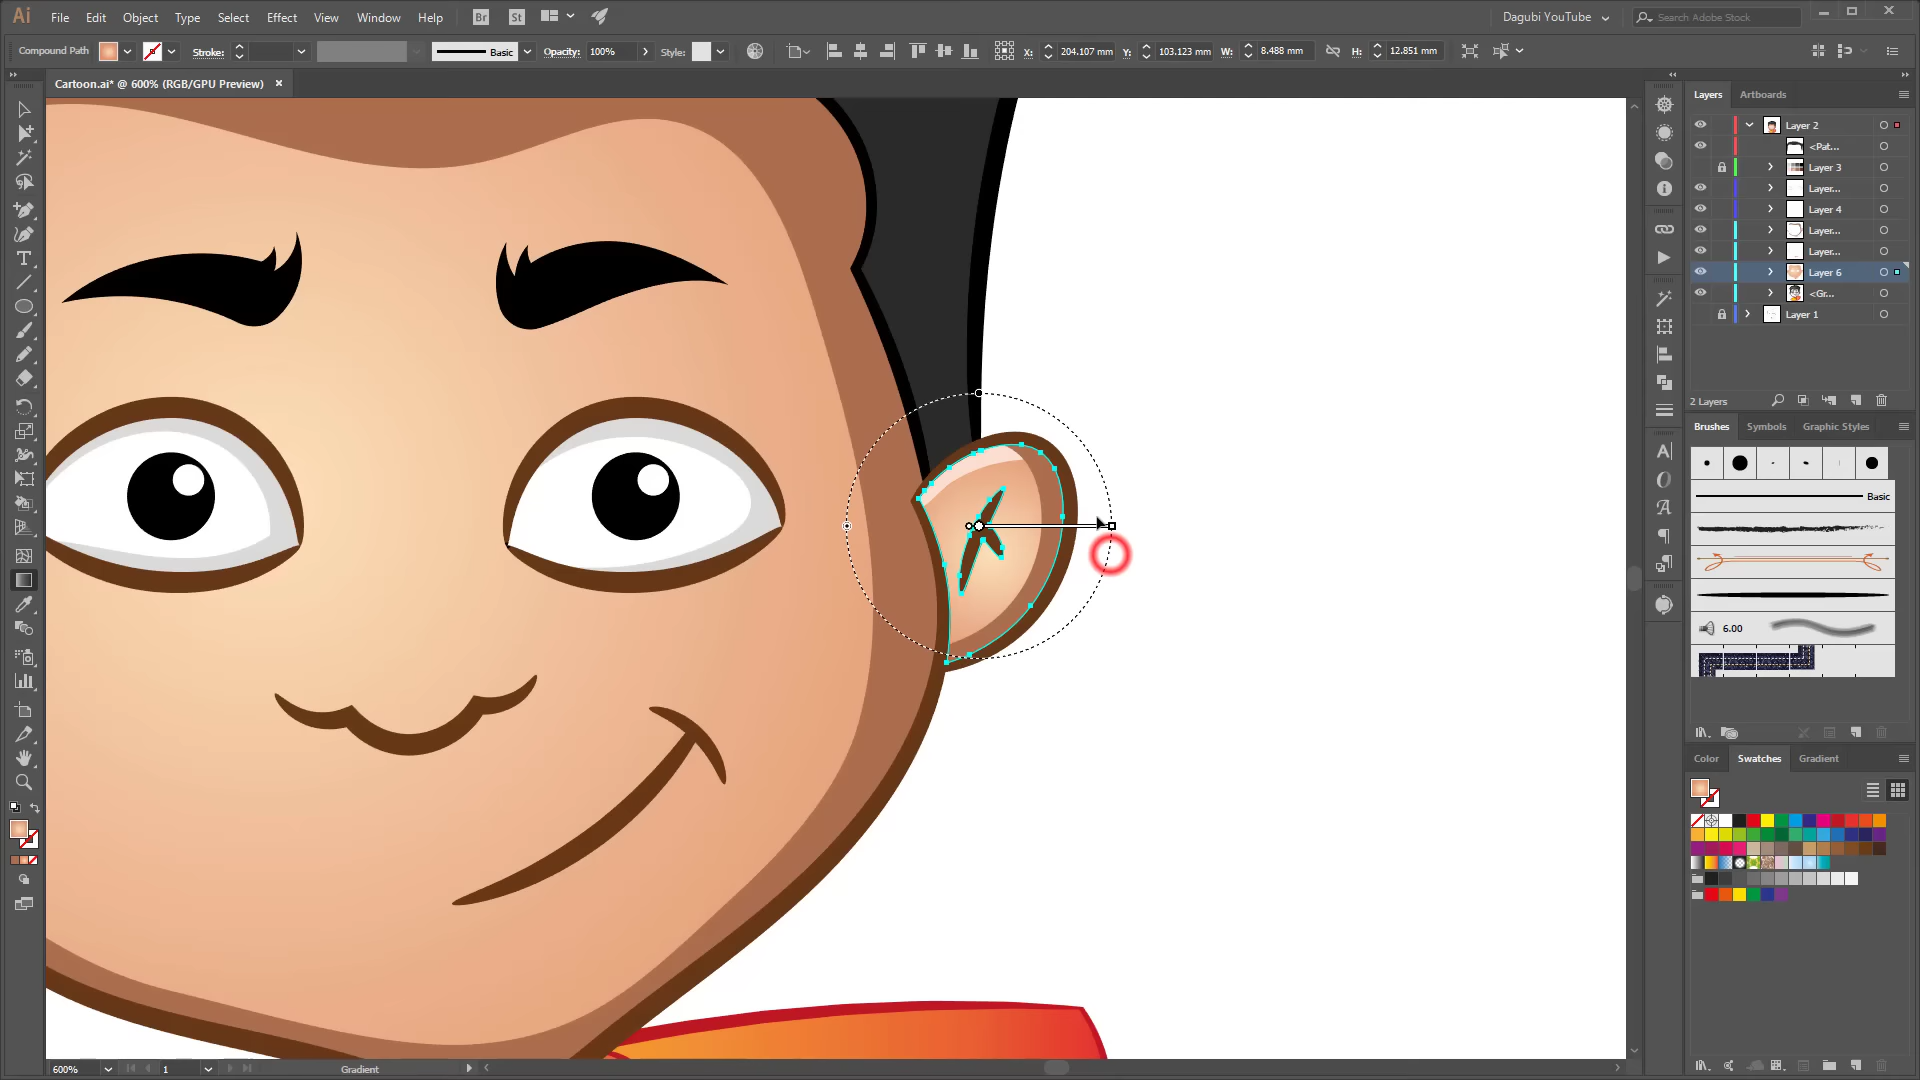 Ai File Edit Object Type Select Effect View Window Help Br St Dagubi YouTube Search Adobe Stock
Compound Path Stroke: Basic Opacity: 100% Style: X: 204.107 mm Y: 103.123 mm W: 8.488 mm H: 12.851 mm
Cartoon.ai* @ 600% (RGB/GPU Preview)
Layers Artboards
Layer 2
<Pat...
Layer 3
Layer...
Layer 4
Layer...
Layer...
Layer 6
<Gr...
Layer 1
2 Layers
Brushes Symbols Graphic Styles
Basic
6.00
Color Swatches Gradient
600% 1 Gradient